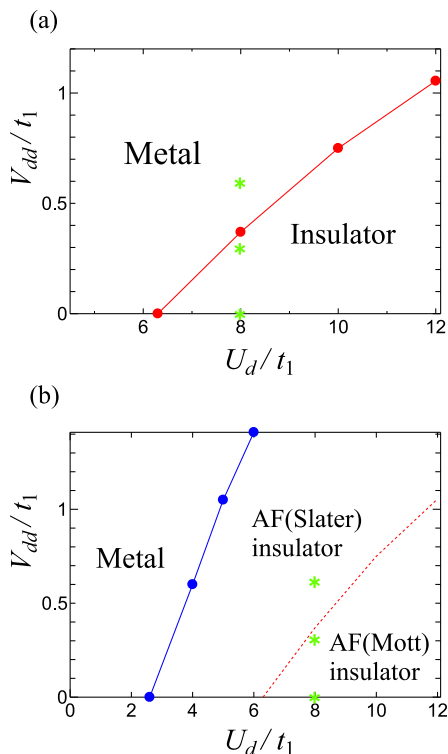 (a)
V_dd/t_1
1
0.5
0
Metal
Insulator
6 8 10 12
U_d/t_1
(b)
V_dd/t_1
1
0.5
0
Metal
AF(Slater)
insulator
AF(Mott)
insulator
0 2 4 6 8 10 12
U_d/t_1